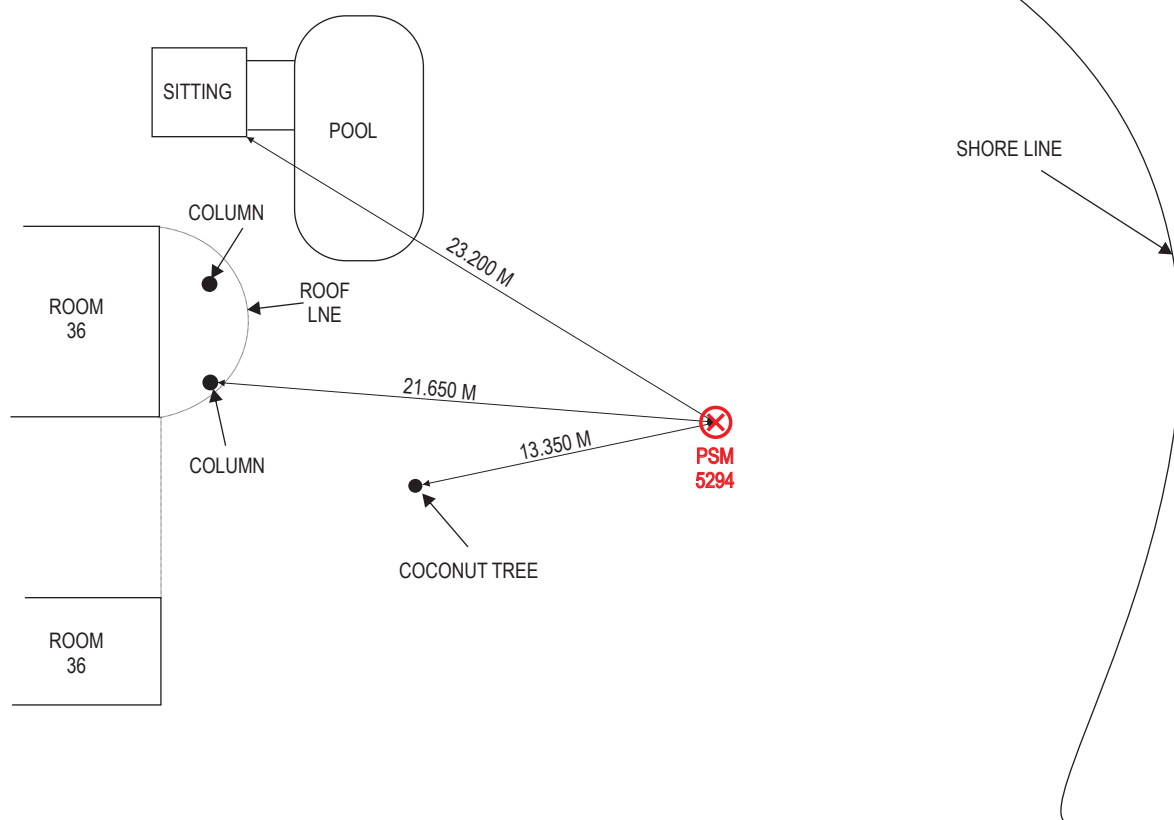 SITTING
POOL
SHORE LINE
COLUMN
23.200 M
ROOF
LNE
ROOM
36
21.650 M
13.350 M
PSM
5294
COLUMN
COCONUT TREE
ROOM
36